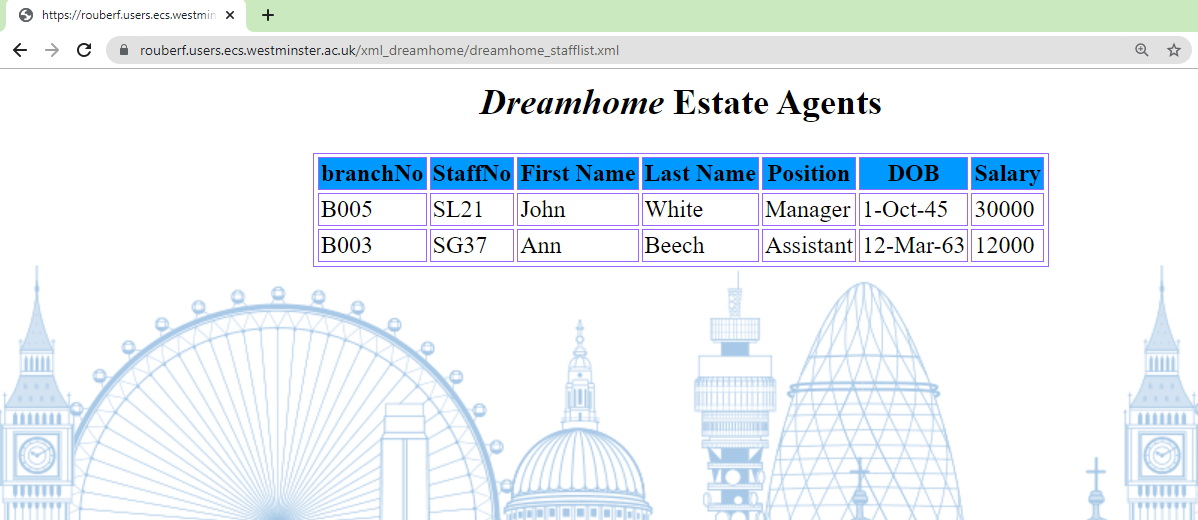 https://rouberf.users.ecs.westmin
rouberf.users.ecs.westminster.ac.uk/xml_dreamhome/dreamhome_stafflist.xml
Dreamhome Estate Agents
branchNo StaffNo First Name Last Name Position DOB Salary
B005 SL21 John White Manager 1-Oct-45 30000
B003 SG37 Ann Beech Assistant 12-Mar-63 12000